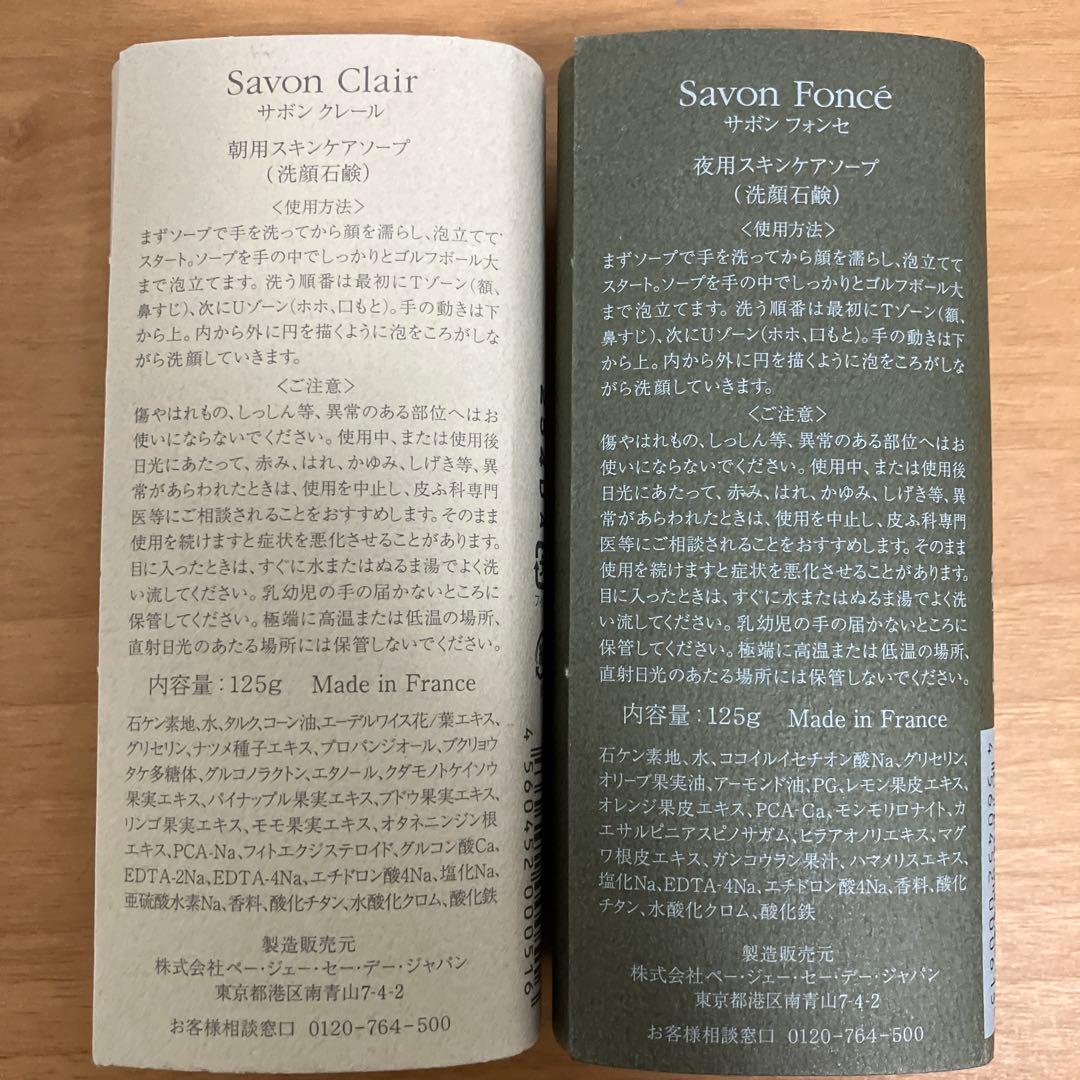 Savon Clair
サボン クレール
朝用スキンケアソープ
(洗顔石鹸)
〈使用方法〉
まずソープで手を洗ってから顔を濡らし、泡立てて
スタート。ソープを手の中でしっかりとゴルフボール大
まで泡立てます。洗う順番は最初にTゾーン(額、
鼻すじ)、次にUゾーン(ホホ、口もと)。手の動きは下
から上。内から外に円を描くように泡をころがしな
がら洗顔していきます。
〈ご注意〉
傷やはれもの、しっしん等、異常のある部位へはお
使いにならないでください。使用中、または使用後
日光にあたって、赤み、はれ、かゆみ、しげき等、異
常があらわれたときは、使用を中止し、皮ふ科専門
医等にご相談されることをおすすめします。そのまま
使用を続けますと症状を悪化させることがあります。
目に入ったときは、すぐに水またはぬるま湯でよく洗
い流してください。乳幼児の手の届かないところに
保管してください。極端に高温または低温の場所、
直射日光のあたる場所には保管しないでください。
内容量:125g Made in France
石ケン素地、水、タルク、コーン油、エーデルワイス花/葉エキス、
グリセリン、ナツメ種子エキス、プロパンジオール、ブクリョウ
タケ多糖体、グルコノラクトン、エタノール、クダモノトケイソウ
果実エキス、パイナップル果実エキス、ブドウ果実エキス、
リンゴ果実エキス、モモ果実エキス、オタネニンジン根
エキス、PCA-Na、フィトエクジステロイド、グルコン酸Ca、
EDTA-2Na、EDTA-4Na、エチドロン酸4Na、塩化Na、
亜硫酸水素Na、香料、酸化チタン、水酸化クロム、酸化鉄
製造販売元
株式会社ペー・ジェー・セー・デー・ジャパン
東京都港区南青山7-4-2
お客様相談窓口 0120-764-500
4 560452 000516
Savon Foncé
サボン フォンセ
夜用スキンケアソープ
(洗顔石鹸)
〈使用方法〉
まずソープで手を洗ってから顔を濡らし、泡立てて
スタート。ソープを手の中でしっかりとゴルフボール大
まで泡立てます。洗う順番は最初にTゾーン(額、
鼻すじ)、次にUゾーン(ホホ、口もと)。手の動きは下
から上。内から外に円を描くように泡をころがしな
がら洗顔していきます。
〈ご注意〉
傷やはれもの、しっしん等、異常のある部位へはお
使いにならないでください。使用中、または使用後
日光にあたって、赤み、はれ、かゆみ、しげき等、異
常があらわれたときは、使用を中止し、皮ふ科専門
医等にご相談されることをおすすめします。そのまま
使用を続けますと症状を悪化させることがあります。
目に入ったときは、すぐに水またはぬるま湯でよく洗
い流してください。乳幼児の手の届かないところに
保管してください。極端に高温または低温の場所、
直射日光のあたる場所には保管しないでください。
内容量:125g Made in France
石ケン素地、水、ココイルイセチオン酸Na、グリセリン、
オリーブ果実油、アーモンド油、PG、レモン果皮エキス、
オレンジ果皮エキス、PCA-Ca、モンモリロナイト、カ
エサルピニアスピノサガム、ヒラアオノリエキス、マグ
ワ根皮エキス、ガンコウラン果汁、ハマメリスエキス、
塩化Na、EDTA-4Na、エチドロン酸4Na、香料、酸化
チタン、水酸化クロム、酸化鉄
製造販売元
株式会社ペー・ジェー・セー・デー・ジャパン
東京都港区南青山7-4-2
お客様相談窓口 0120-764-500